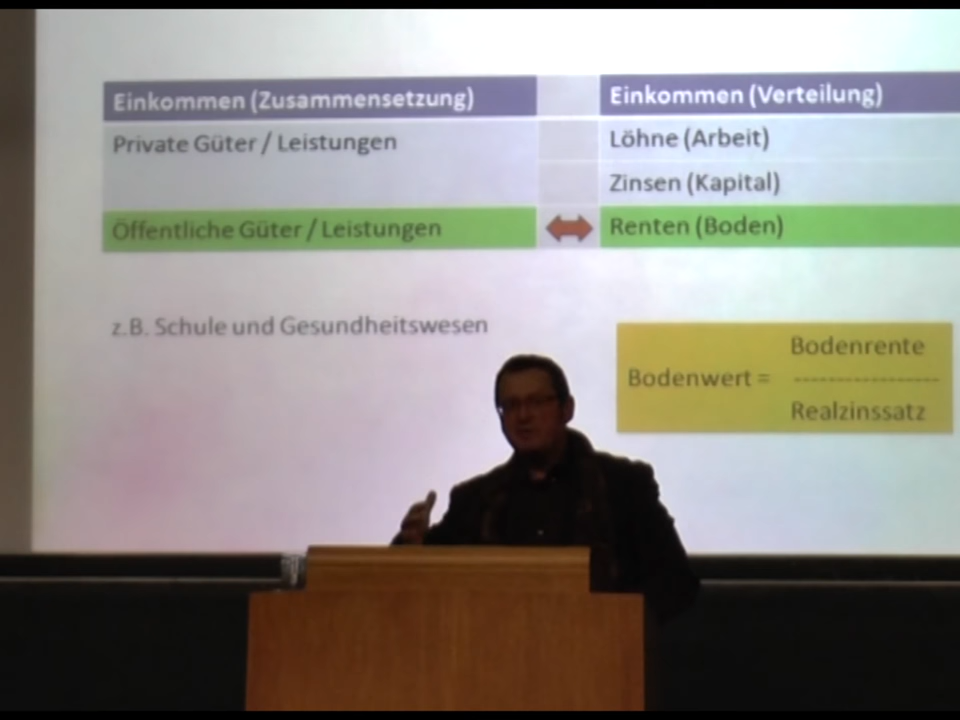 Einkommen (Zusammensetzung) Einkommen (Verteilung)
Private Güter / Leistungen Löhne (Arbeit)
Zinsen (Kapital)
Öffentliche Güter / Leistungen Renten (Boden)
z.B. Schule und Gesundheitswesen
Bodenrente
Bodenwert = -----------------
Realzinssatz